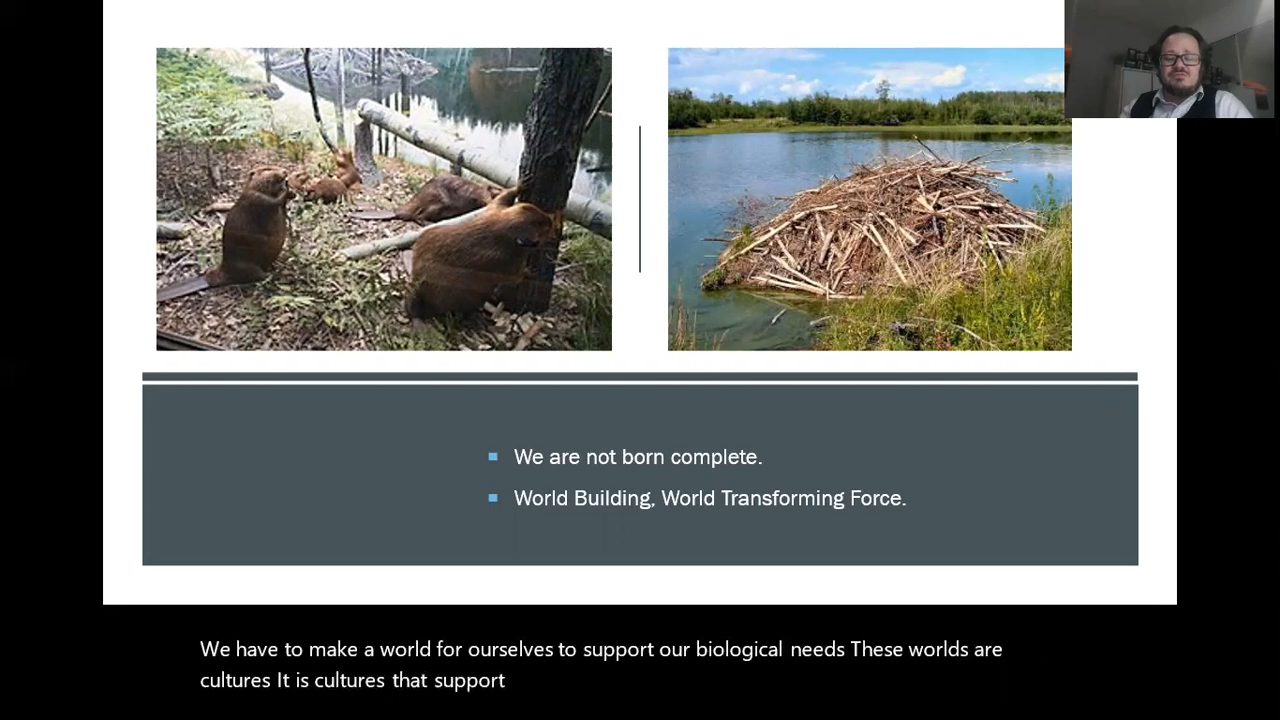 We are not born complete.
World Building, World Transforming Force.
We have to make a world for ourselves to support our biological needs These worlds are
cultures It is cultures that support